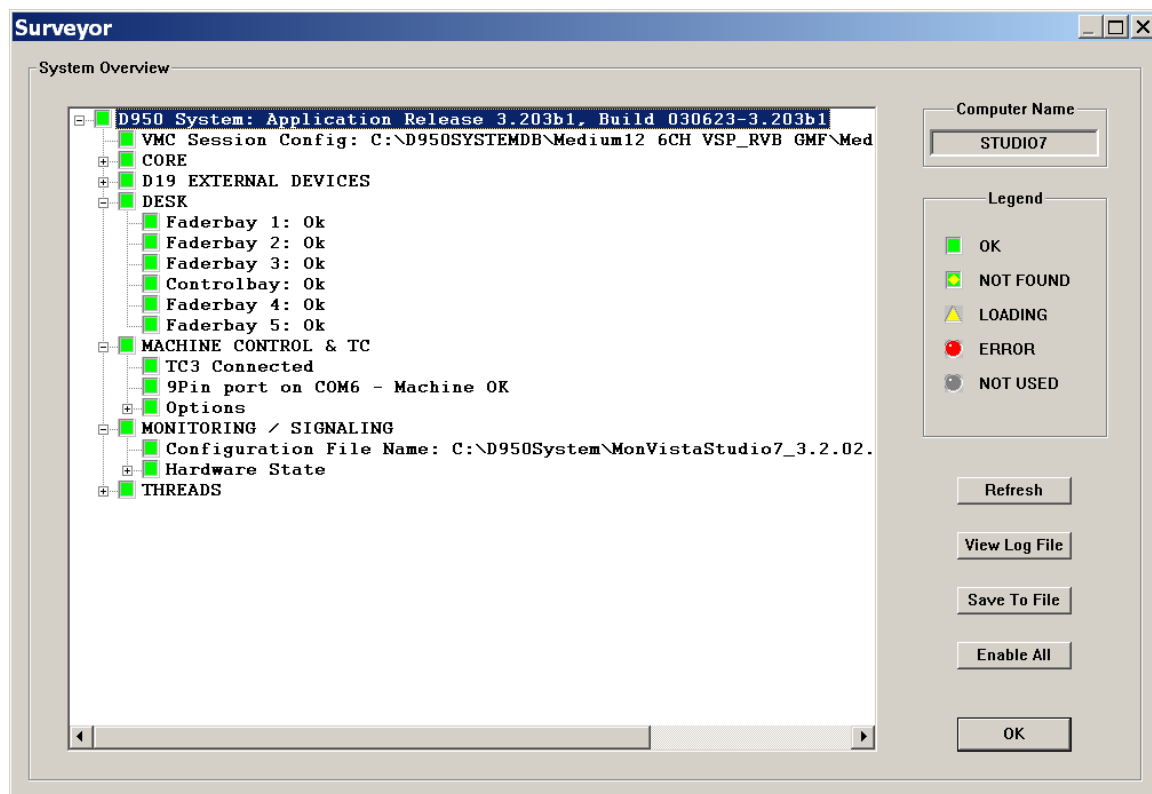 Surveyor
System Overview
D950 System: Application Release 3.203b1, Build 030623-3.203b1
VMC Session Config: C:\D950SYSTEMDB\Medium12 6CH VSP_RVB GMF\Med
CORE
D19 EXTERNAL DEVICES
DESK
Faderbay 1: Ok
Faderbay 2: Ok
Faderbay 3: Ok
Controlbay: Ok
Faderbay 4: Ok
Faderbay 5: Ok
MACHINE CONTROL & TC
TC3 Connected
9Pin port on COM6 - Machine OK
Options
MONITORING / SIGNALING
Configuration File Name: C:\D950System\MonVistaStudio7_3.2.02.
Hardware State
THREADS
Computer Name
STUDIO7
Legend
OK
NOT FOUND
LOADING
ERROR
NOT USED
Refresh
View Log File
Save To File
Enable All
OK